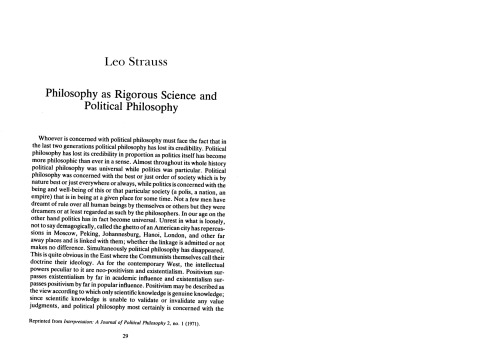 Leo Strauss
Philosophy as Rigorous Science and
Political Philosophy
Whoever is concerned with political philosophy must face the fact that in
the last two generations political philosophy has lost its credibility. Political
philosophy has lost its credibility in proportion as politics itself has become
more philosophic than ever in a sense. Almost throughout its whole history
political philosophy was universal while politics was particular. Political
philosophy was concerned with the best or just order of society which is by
nature best or just everywhere or always, while politics is concerned with the
being and well-being of this or that particular society (a polis, a nation, an
empire) that is in being at a given place for some time. Not a few men have
dreamt of rule over all human beings by themselves or others but they were
dreamers or at least regarded as such by the philosophers. In our age on the
other hand politics has in fact become universal. Unrest in what is loosely,
not to say demagogically, called the ghetto of an American city has repercus-
sions in Moscow, Peking, Johannesburg, Hanoi, London, and other far
away places and is linked with them; whether the linkage is admitted or not
makes no difference. Simultaneously political philosophy has disappeared.
This is quite obvious in the East where the Communists themselves call their
doctrine their ideology. As for the contemporary West, the intellectual
powers peculiar to it are neo-positivism and existentialism. Positivism sur-
passes existentialism by far in academic influence and existentialism sur-
passes positivism by far in popular influence. Positivism may be described as
the view according to which only scientific knowledge is genuine knowledge;
since scientific knowledge is unable to validate or invalidate any value
judgments, and political philosophy most certainly is concerned with the
Reprinted from Interpretation: A Journal of Political Philosophy 2, no. 1 (1971).
29